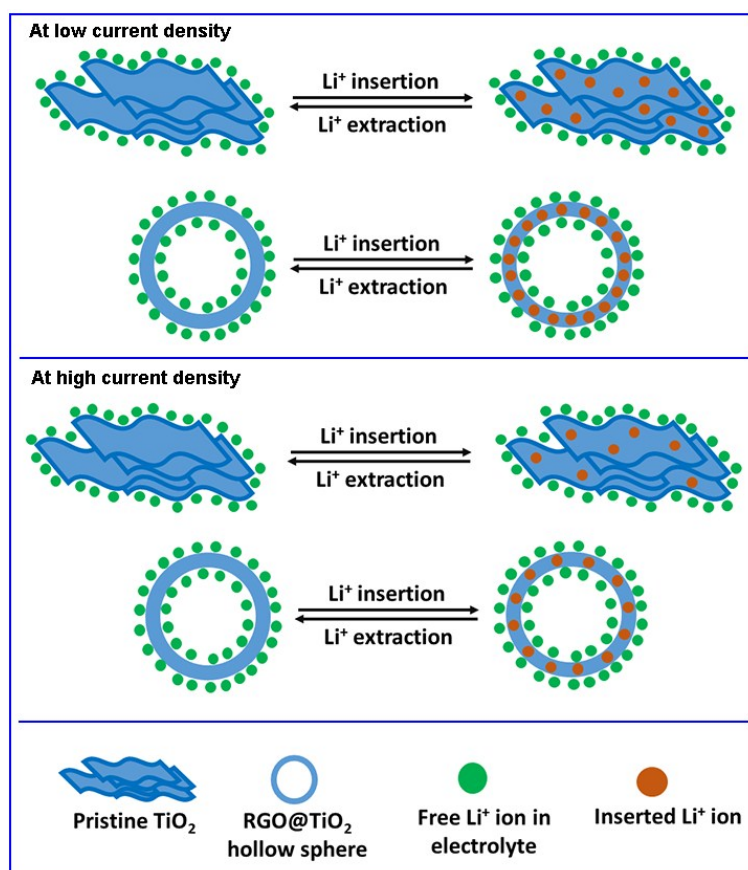 At low current density
Li⁺ insertion
Li⁺ extraction
Li⁺ insertion
Li⁺ extraction
At high current density
Li⁺ insertion
Li⁺ extraction
Li⁺ insertion
Li⁺ extraction
Pristine TiO₂
RGO@TiO₂
hollow sphere
Free Li⁺ ion in
electrolyte
Inserted Li⁺ ion